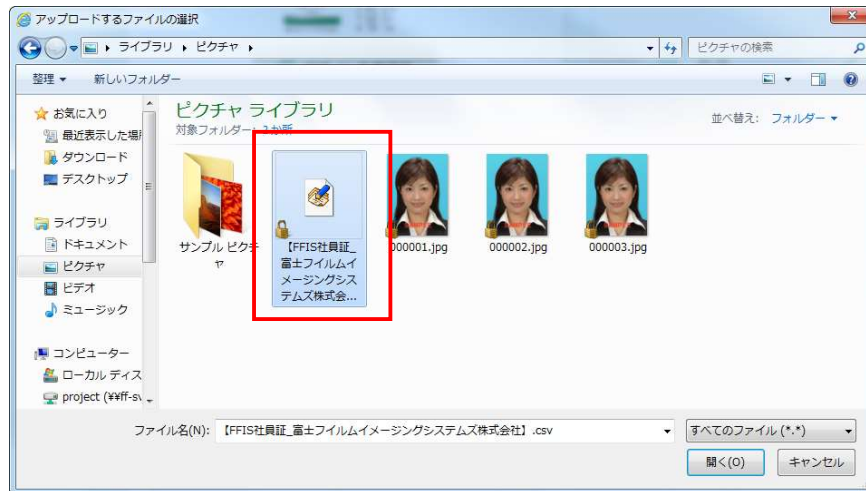 アップロードするファイルの選択
ライブラリ ▸ ピクチャ ▸
ピクチャの検索
整理
新しいフォルダー
お気に入り
最近表示した場所
ダウンロード
デスクトップ
ライブラリ
ドキュメント
ピクチャ
ビデオ
ミュージック
コンピューター
ローカル ディス
project (¥¥ff-sv
ピクチャ ライブラリ
対象フォルダー: 1 か所
並べ替え: フォルダー
サンプル ピクチ
ャ
【FFIS社員証_
富士フイルムイ
メージングシス
テムズ株式会...
000001.jpg
000002.jpg
000003.jpg
ファイル名(N):
【FFIS社員証_富士フイルムイメージングシステムズ株式会社】.csv
すべてのファイル (*.*)
開く(O)
キャンセル